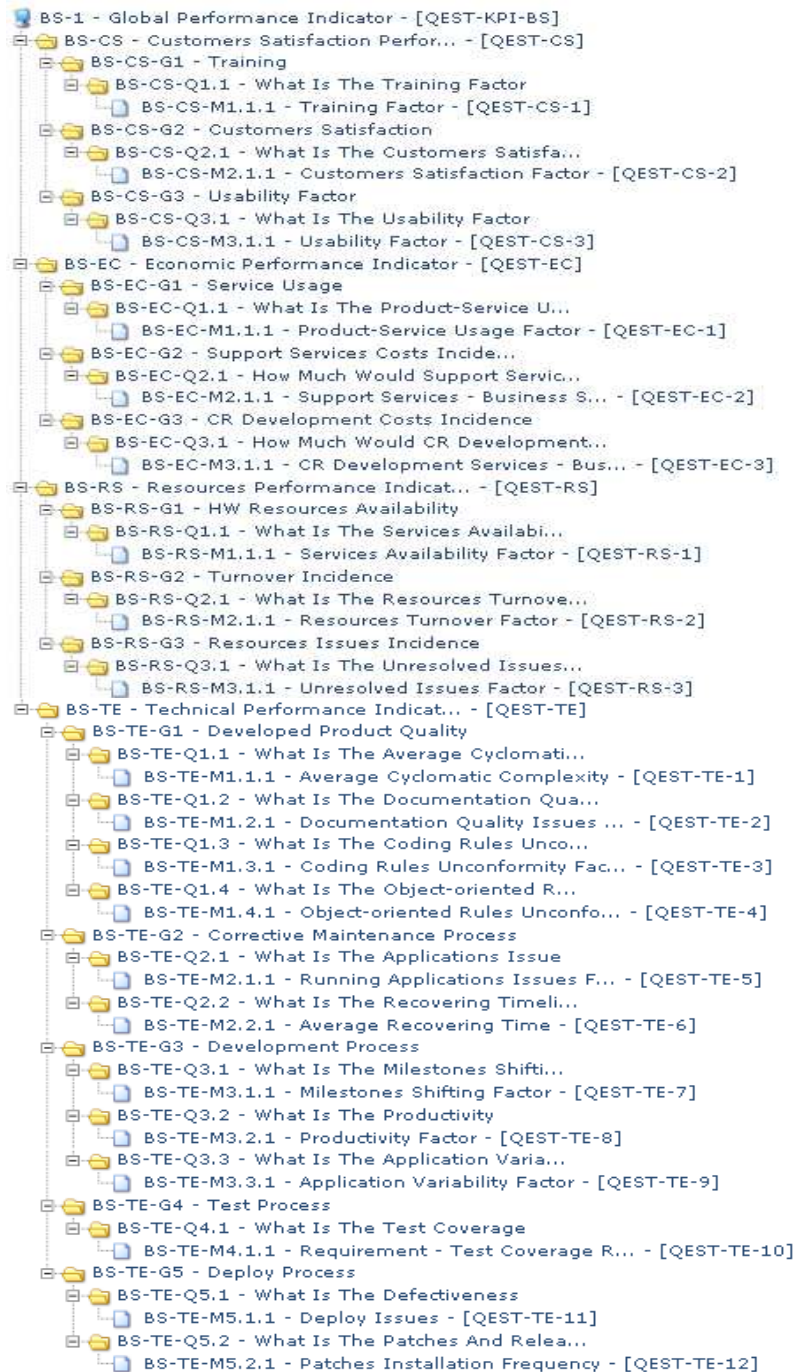 BS-1 - Global Performance Indicator - [QEST-KPI-BS]
BS-CS - Customers Satisfaction Perfor... - [QEST-CS]
BS-CS-G1 - Training
BS-CS-Q1.1 - What Is The Training Factor
BS-CS-M1.1.1 - Training Factor - [QEST-CS-1]
BS-CS-G2 - Customers Satisfaction
BS-CS-Q2.1 - What Is The Customers Satisfa...
BS-CS-M2.1.1 - Customers Satisfaction Factor - [QEST-CS-2]
BS-CS-G3 - Usability Factor
BS-CS-Q3.1 - What Is The Usability Factor
BS-CS-M3.1.1 - Usability Factor - [QEST-CS-3]
BS-EC - Economic Performance Indicator - [QEST-EC]
BS-EC-G1 - Service Usage
BS-EC-Q1.1 - What Is The Product-Service U...
BS-EC-M1.1.1 - Product-Service Usage Factor - [QEST-EC-1]
BS-EC-G2 - Support Services Costs Incide...
BS-EC-Q2.1 - How Much Would Support Servic...
BS-EC-M2.1.1 - Support Services - Business S... - [QEST-EC-2]
BS-EC-G3 - CR Development Costs Incidence
BS-EC-Q3.1 - How Much Would CR Development...
BS-EC-M3.1.1 - CR Development Services - Bus... - [QEST-EC-3]
BS-RS - Resources Performance Indicat... - [QEST-RS]
BS-RS-G1 - HW Resources Availability
BS-RS-Q1.1 - What Is The Services Availabi...
BS-RS-M1.1.1 - Services Availability Factor - [QEST-RS-1]
BS-RS-G2 - Turnover Incidence
BS-RS-Q2.1 - What Is The Resources Turnove...
BS-RS-M2.1.1 - Resources Turnover Factor - [QEST-RS-2]
BS-RS-G3 - Resources Issues Incidence
BS-RS-Q3.1 - What Is The Unresolved Issues...
BS-RS-M3.1.1 - Unresolved Issues Factor - [QEST-RS-3]
BS-TE - Technical Performance Indicat... - [QEST-TE]
BS-TE-G1 - Developed Product Quality
BS-TE-Q1.1 - What Is The Average Cyclomati...
BS-TE-M1.1.1 - Average Cyclomatic Complexity - [QEST-TE-1]
BS-TE-Q1.2 - What Is The Documentation Qua...
BS-TE-M1.2.1 - Documentation Quality Issues ... - [QEST-TE-2]
BS-TE-Q1.3 - What Is The Coding Rules Unco...
BS-TE-M1.3.1 - Coding Rules Unconformity Fac... - [QEST-TE-3]
BS-TE-Q1.4 - What Is The Object-oriented R...
BS-TE-M1.4.1 - Object-oriented Rules Unconfo... - [QEST-TE-4]
BS-TE-G2 - Corrective Maintenance Process
BS-TE-Q2.1 - What Is The Applications Issue
BS-TE-M2.1.1 - Running Applications Issues F... - [QEST-TE-5]
BS-TE-Q2.2 - What Is The Recovering Timeli...
BS-TE-M2.2.1 - Average Recovering Time - [QEST-TE-6]
BS-TE-G3 - Development Process
BS-TE-Q3.1 - What Is The Milestones Shifti...
BS-TE-M3.1.1 - Milestones Shifting Factor - [QEST-TE-7]
BS-TE-Q3.2 - What Is The Productivity
BS-TE-M3.2.1 - Productivity Factor - [QEST-TE-8]
BS-TE-Q3.3 - What Is The Application Varia...
BS-TE-M3.3.1 - Application Variability Factor - [QEST-TE-9]
BS-TE-G4 - Test Process
BS-TE-Q4.1 - What Is The Test Coverage
BS-TE-M4.1.1 - Requirement - Test Coverage R... - [QEST-TE-10]
BS-TE-G5 - Deploy Process
BS-TE-Q5.1 - What Is The Defectiveness
BS-TE-M5.1.1 - Deploy Issues - [QEST-TE-11]
BS-TE-Q5.2 - What Is The Patches And Relea...
BS-TE-M5.2.1 - Patches Installation Frequency - [QEST-TE-12]